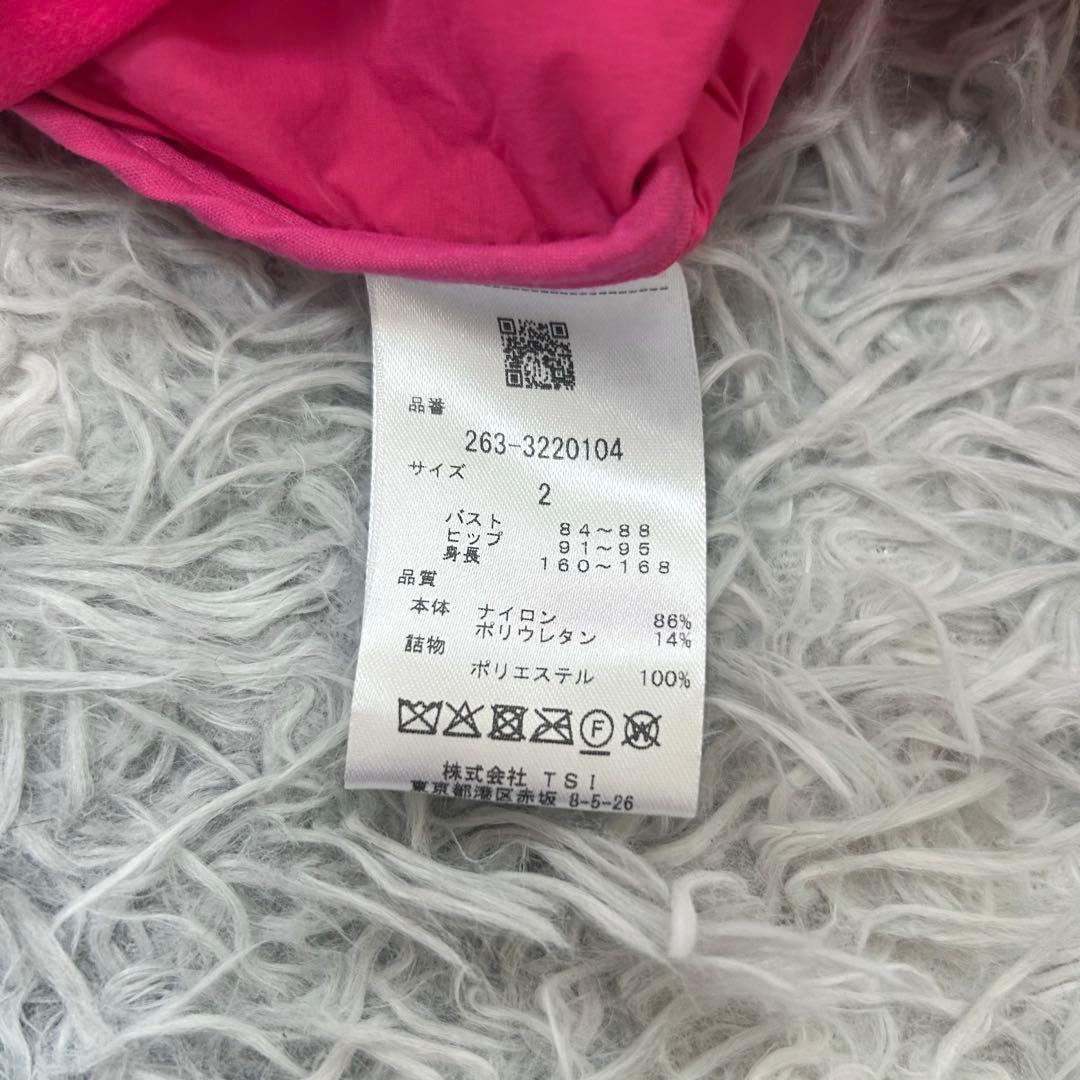 品番
263-3220104
サイズ
2
バスト 84～88
ヒップ 91～95
身長 160～168
品質
本体 ナイロン 86%
ポリウレタン 14%
詰物
ポリエステル 100%
F
W
株式会社 TSI
東京都港区赤坂 8-5-26